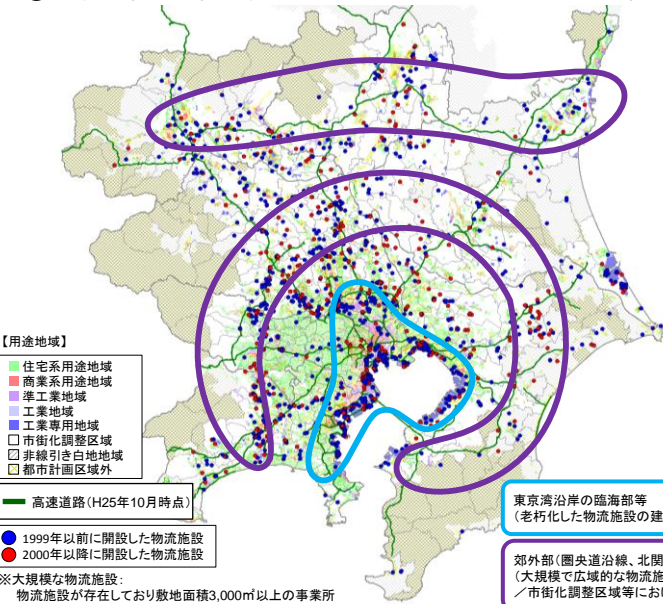 【用途地域】
住宅系用途地域
商業系用途地域
準工業地域
工業地域
工業専用地域
市街化調整区域
非線引き白地地域
都市計画区域外
高速道路(H25年10月時点)
1999年以前に開設した物流施設
2000年以降に開設した物流施設
※大規模な物流施設:
物流施設が存在しており敷地面積3,000㎡以上の事業所
東京湾沿岸の臨海部等
(老朽化した物流施設の建
郊外部(圏央道沿線、北関
(大規模で広域的な物流施
/市街化調整区域等にお